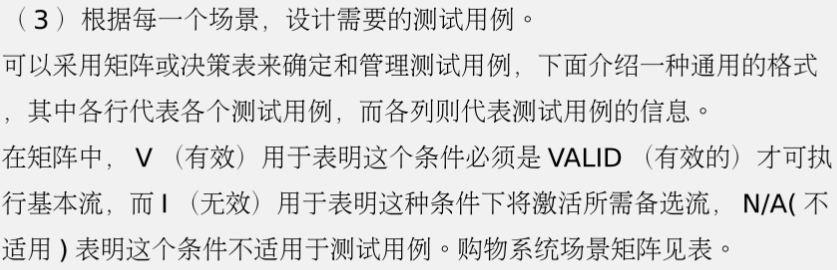 （3）根据每一个场景，设计需要的测试用例。
可以采用矩阵或决策表来确定和管理测试用例，下面介绍一种通用的格式
，其中各行代表各个测试用例，而各列则代表测试用例的信息。
在矩阵中， V （有效）用于表明这个条件必须是 VALID （有效的）才可执
行基本流，而 I （无效）用于表明这种条件下将激活所需备选流， N/A( 不
适用 ) 表明这个条件不适用于测试用例。购物系统场景矩阵见表。